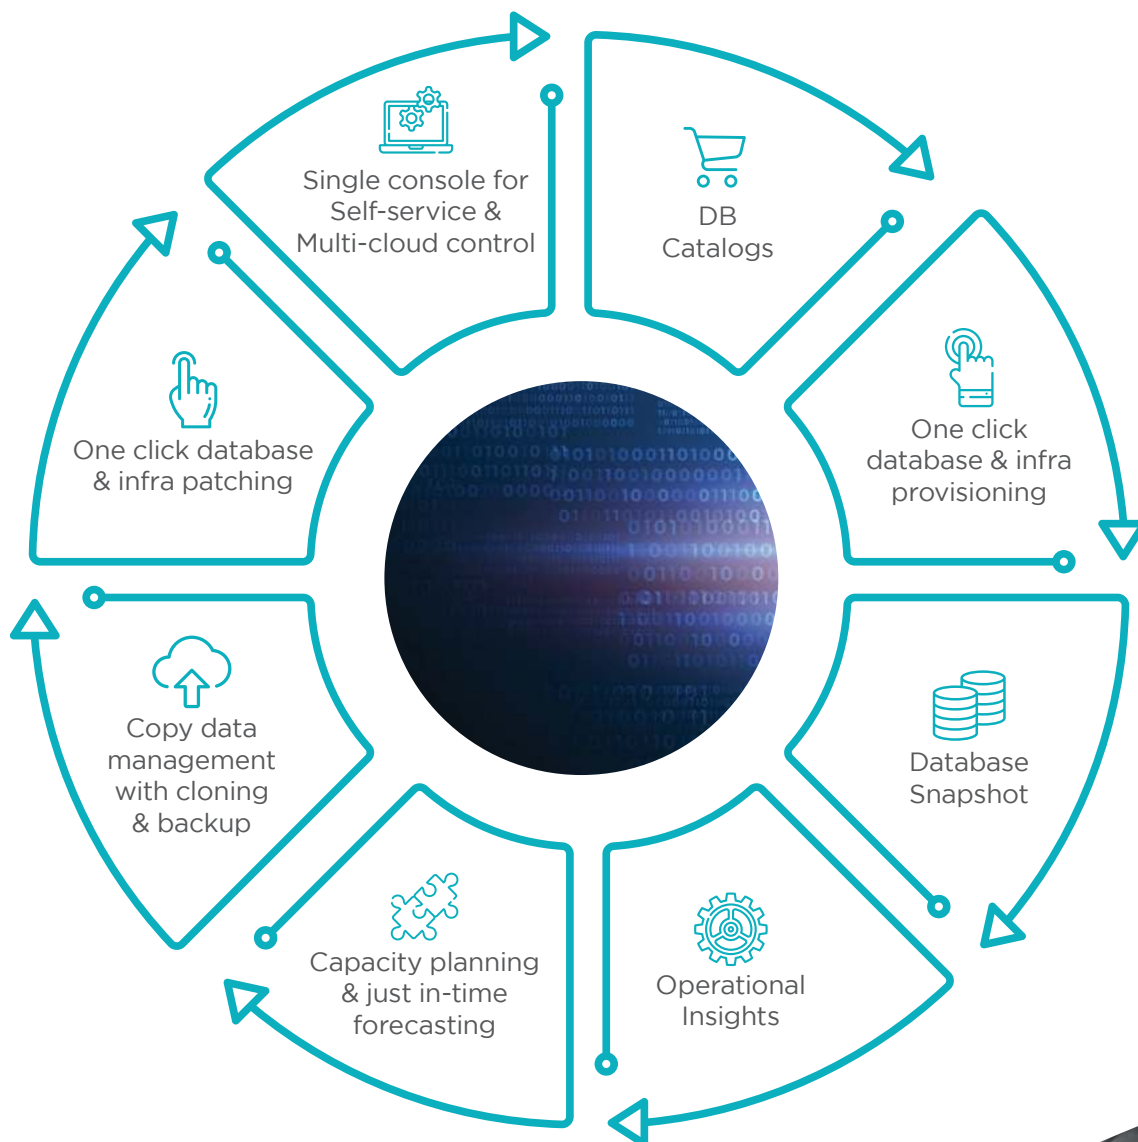 Single console for
Self-service &
Multi-cloud control
DB
Catalogs
One click
database & infra
provisioning
Database
Snapshot
Operational
Insights
Capacity planning
& just in-time
forecasting
Copy data
management
with cloning
& backup
One click database
& infra patching